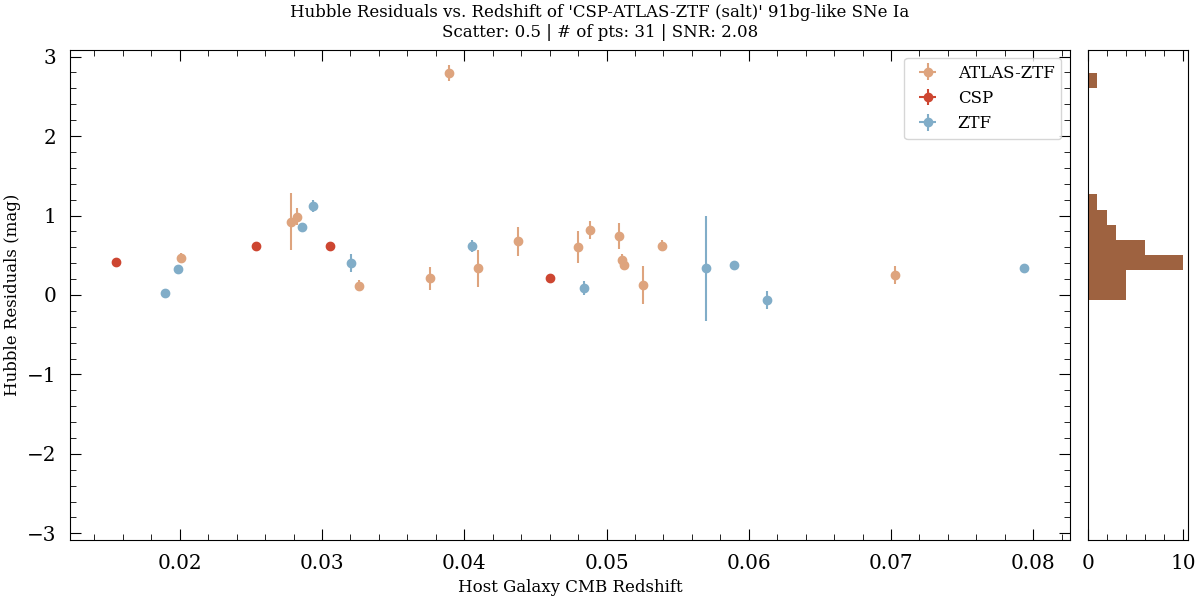 Hubble Residuals vs. Redshift of 'CSP-ATLAS-ZTF (salt)' 91bg-like SNe Ia
Scatter: 0.5 | # of pts: 31 | SNR: 2.08
Hubble Residuals (mag)
3
2
1
0
−1
−2
−3
ATLAS-ZTF
CSP
ZTF
0.02 0.03 0.04 0.05 0.06 0.07 0.08
0 10
Host Galaxy CMB Redshift